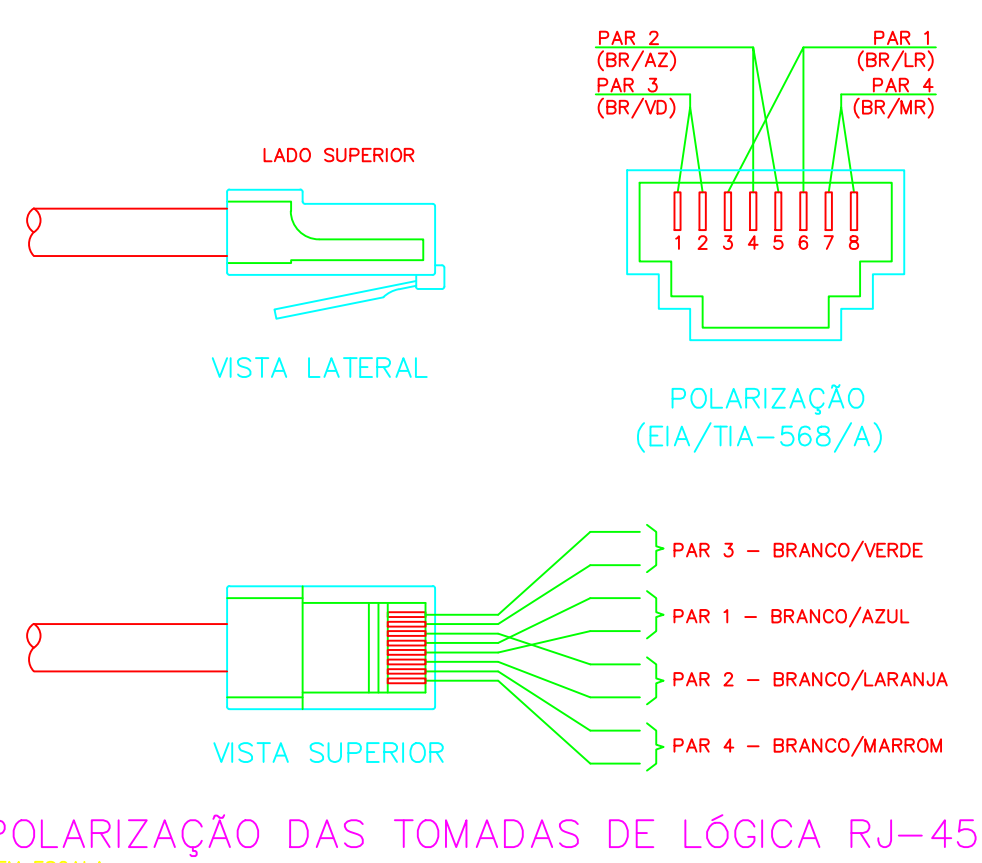 PAR 2
(BR/AZ)
PAR 3
(BR/VD)
PAR 1
(BR/LR)
PAR 4
(BR/MR)
LADO SUPERIOR
1 2 3 4 5 6 7 8
VISTA LATERAL
POLARIZAÇÃO
(EIA/TIA-568/A)
PAR 3 - BRANCO/VERDE
PAR 1 - BRANCO/AZUL
PAR 2 - BRANCO/LARANJA
PAR 4 - BRANCO/MARROM
VISTA SUPERIOR
POLARIZAÇÃO DAS TOMADAS DE LÓGICA RJ-45